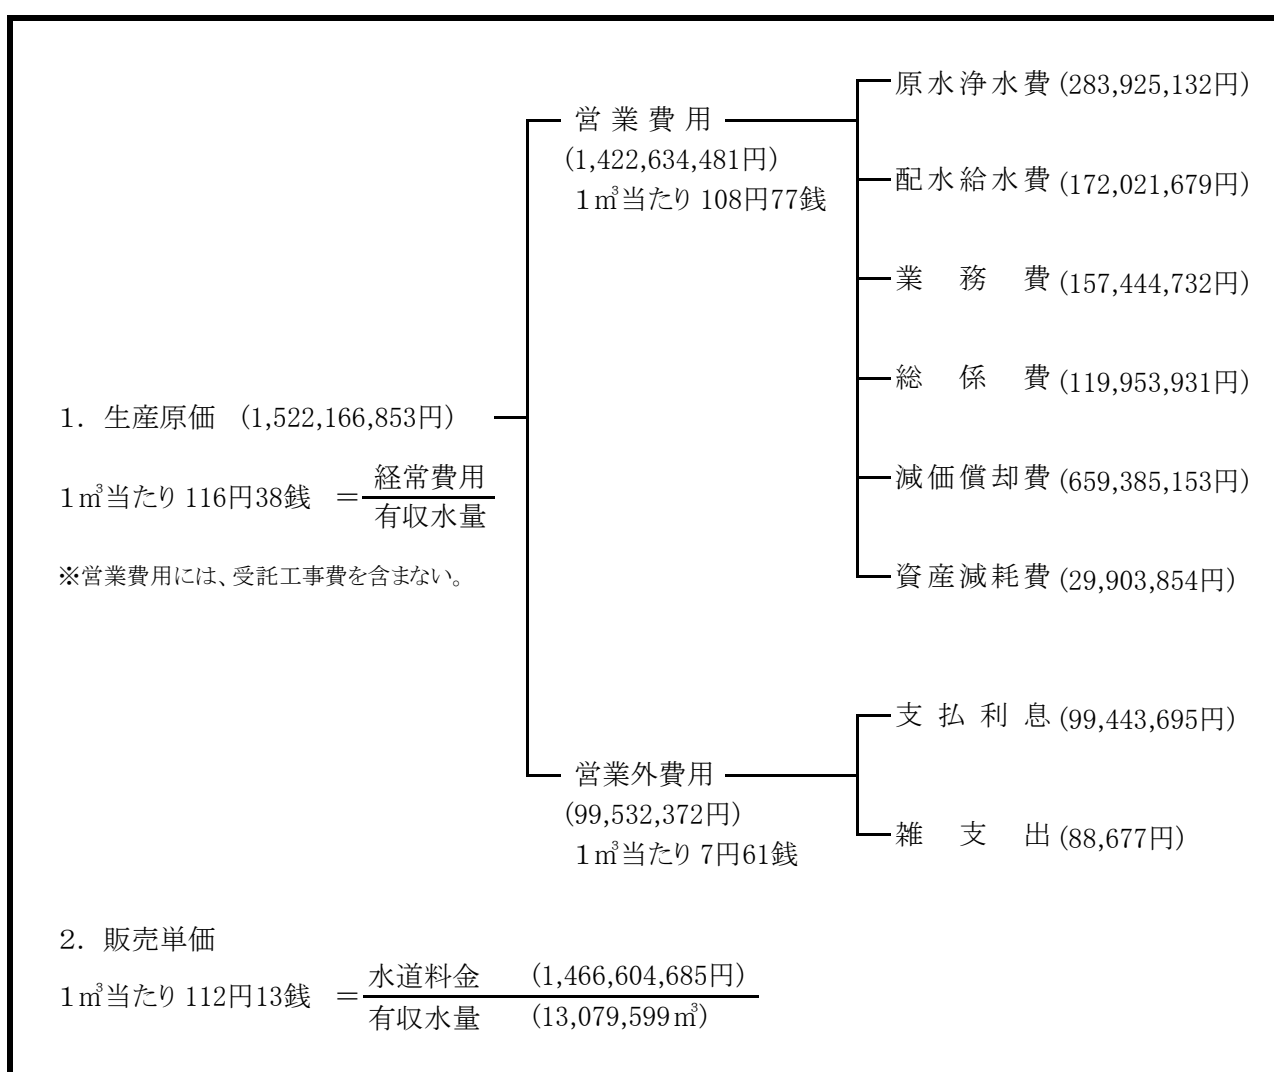 原水浄水費 (283,925,132円)
営業費用
(1,422,634,481円)
1㎥当たり 108円77銭
配水給水費 (172,021,679円)
業務費 (157,444,732円)
総係費 (119,953,931円)
1. 生産原価 (1,522,166,853円)
1㎥当たり 116円38銭 =
経常費用
有収水量
減価償却費 (659,385,153円)
※営業費用には、受託工事費を含まない。
資産減耗費 (29,903,854円)
支払利息 (99,443,695円)
営業外費用
(99,532,372円)
1㎥当たり 7円61銭
雑支出 (88,677円)
2. 販売単価
1㎥当たり 112円13銭 =
水道料金 (1,466,604,685円)
有収水量 (13,079,599㎥)